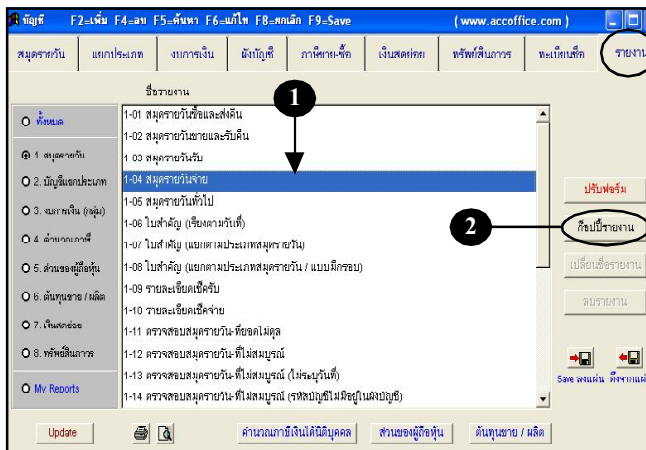 บัญชี F2=เพิ่ม F4=ลบ F5=ค้นหา F6=แก้ไข F8=ยกเลิก F9=Save (www.accoffice.com)
สมุดรายวัน แยกประเภท งบการเงิน ผังบัญชี ภาษีขาย-ซื้อ เงินสดย่อย ทรัพย์สินถาวร ทะเบียนเช็ค รายงาน
ชื่อรายงาน
1
ทั้งหมด
1. สมุดรายวัน
2. บัญชีแยกประเภท
3. งบการเงิน (กลุ่ม)
4. คำนวณภาษี
5. ส่วนของผู้ถือหุ้น
6. ต้นทุนขาย / ผลิต
7. เงินสดย่อย
8. ทรัพย์สินถาวร
My Reports
1-01 สมุดรายวันซื้อและส่งคืน
1-02 สมุดรายวันขายและรับคืน
1-03 สมุดรายวันรับ
1-04 สมุดรายวันจ่าย
1-05 สมุดรายวันทั่วไป
1-06 ใบสำคัญ (เรียงตามวันที่)
1-07 ใบสำคัญ (แยกตามประเภทสมุดรายวัน)
1-08 ใบสำคัญ (แยกตามประเภทสมุดรายวัน / แบบมีกรอบ)
1-09 รายละเอียดเช็ครับ
1-10 รายละเอียดเช็คจ่าย
1-11 ตรวจสอบสมุดรายวัน-ที่ยอดไม่ดุล
1-12 ตรวจสอบสมุดรายวัน-ที่ไม่สมบูรณ์
1-13 ตรวจสอบสมุดรายวัน-ที่ไม่สมบูรณ์ (ไม่ระบุวันที่)
1-14 ตรวจสอบสมุดรายวัน-ที่ไม่สมบูรณ์ (รหัสบัญชีไม่มีอยู่ในผังบัญชี)
ปรับฟอร์ม
2
ก๊อปปี้รายงาน
เปลี่ยนชื่อรายงาน
ลบรายงาน
Save ลงแผ่น ดึงจากแผ่
Update คำนวณภาษีเงินได้นิติบุคคล ส่วนของผู้ถือหุ้น ต้นทุนขาย / ผลิต